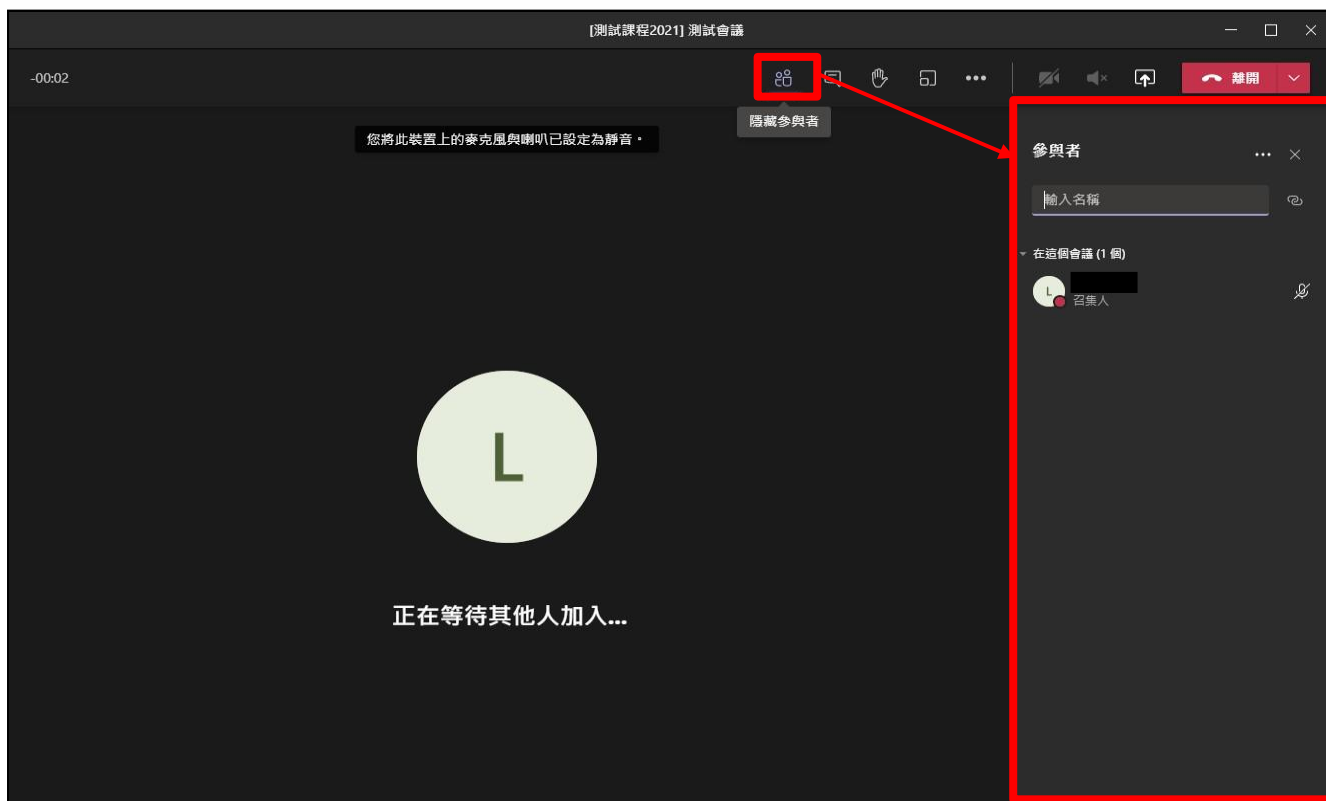 [測試課程2021] 測試會議
-00:02
離開
隱藏參與者
您將此裝置上的麥克風與喇叭已設定為靜音。
參與者
輸入名稱
在這個會議 (1 個)
L
召集人
L
正在等待其他人加入...